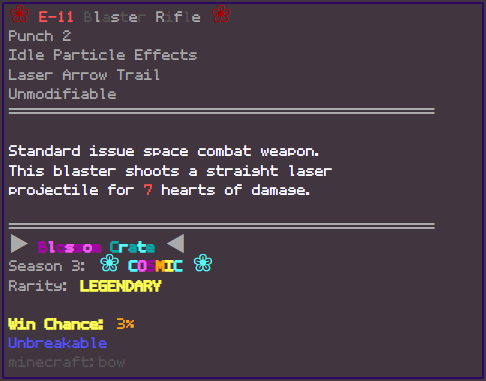 ❀ E-11 Blaster Rifle ❀
Punch 2
Idle Particle Effects
Laser Arrow Trail
Unmodifiable
Standard issue space combat weapon.
This blaster shoots a straight laser
projectile for 7 hearts of damage.
▶ Blossom Crate ◀
Season 3: ❀ COSMIC ❀
Rarity: LEGENDARY
Win Chance: 3%
Unbreakable
minecraft:bow